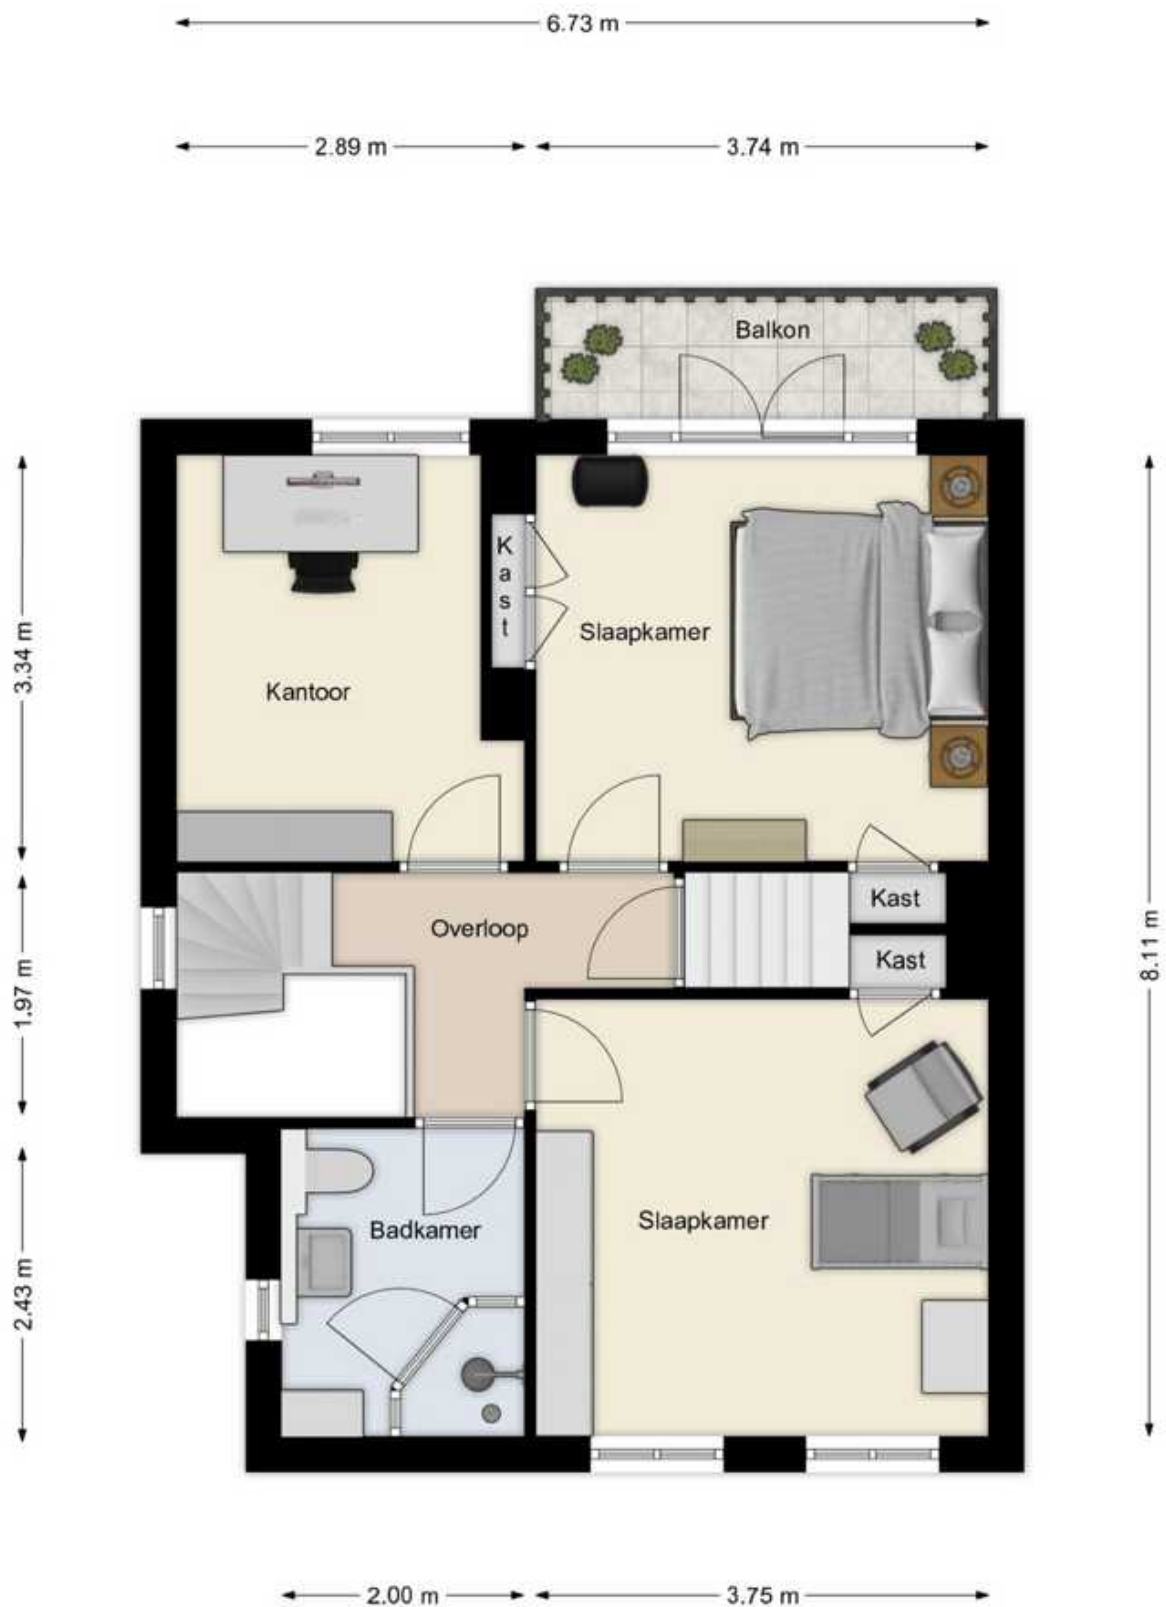 6.73 m
2.89 m
3.74 m
Balkon
Kast
Slaapkamer
3.34 m
Kantoor
Kast
Overloop
Kast
8.11 m
1.97 m
Slaapkamer
Badkamer
2.43 m
2.00 m
3.75 m